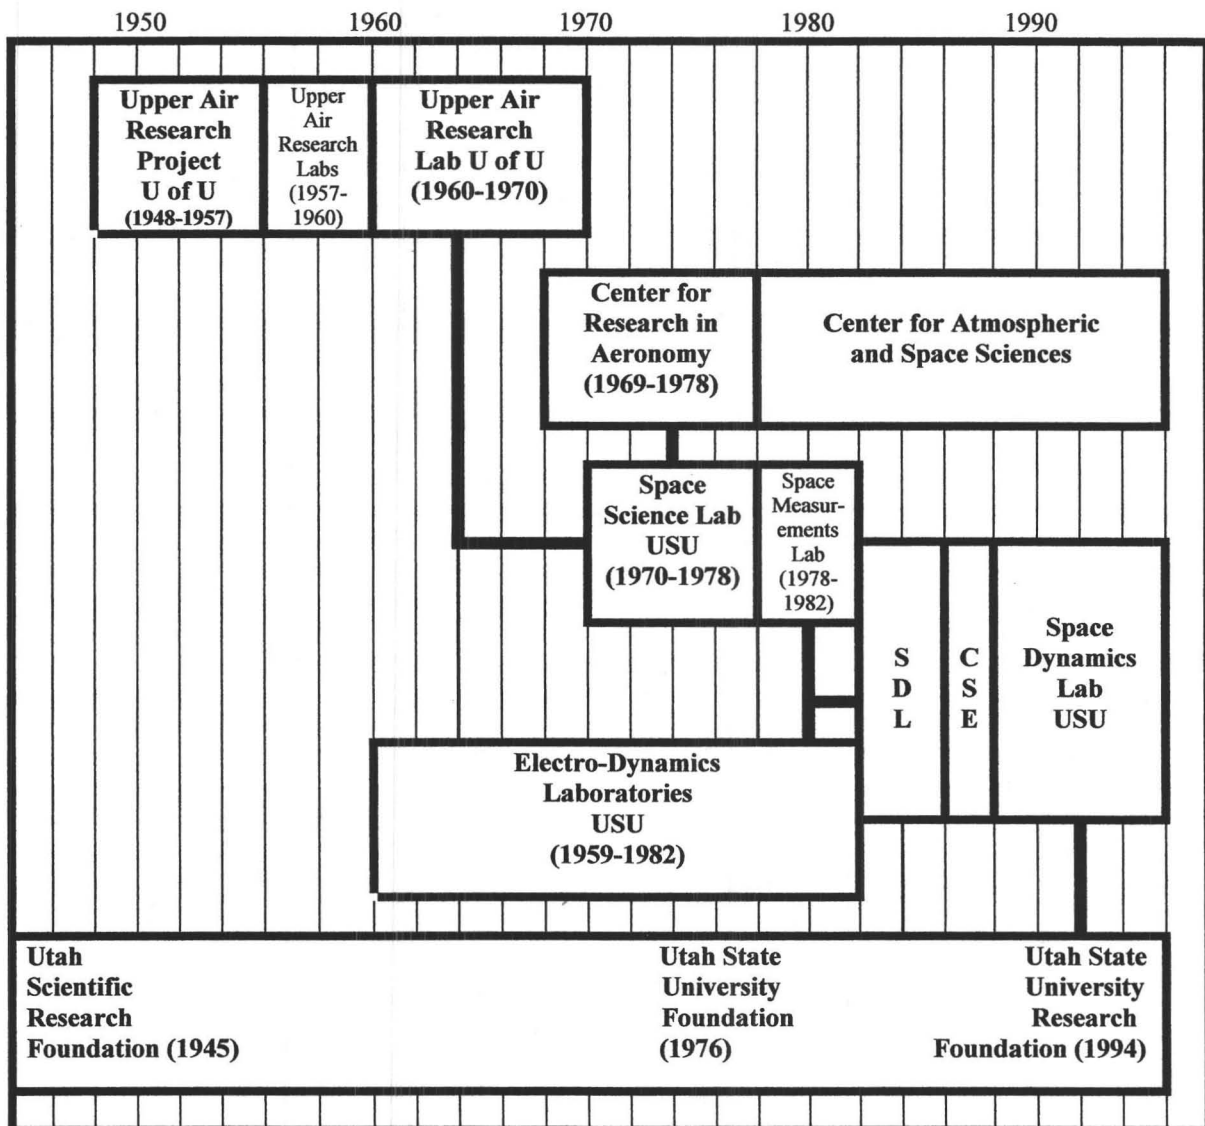 1950 1960 1970 1980 1990
Upper Air
Research
Project
U of U
(1948-1957)
Upper
Air
Research
Labs
(1957-
1960)
Upper Air
Research
Lab U of U
(1960-1970)
Center for
Research in
Aeronomy
(1969-1978)
Center for Atmospheric
and Space Sciences
Space
Science Lab
USU
(1970-1978)
Space
Measur-
ements
Lab
(1978-
1982)
S
D
L
C
S
E
Space
Dynamics
Lab
USU
Electro-Dynamics
Laboratories
USU
(1959-1982)
Utah
Scientific
Research
Foundation (1945)
Utah State
University
Foundation
(1976)
Utah State
University
Research
Foundation (1994)